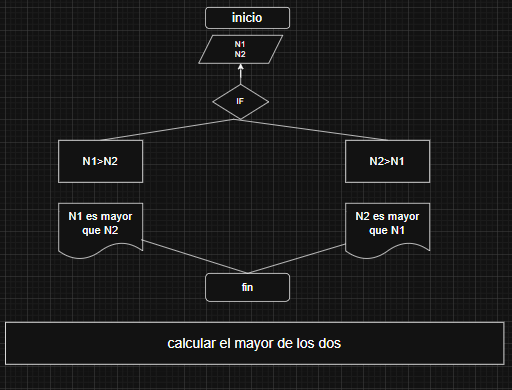 inicio
N1
N2
IF
N1>N2
N2>N1
N1 es mayor
que N2
N2 es mayor
que N1
fin
calcular el mayor de los dos